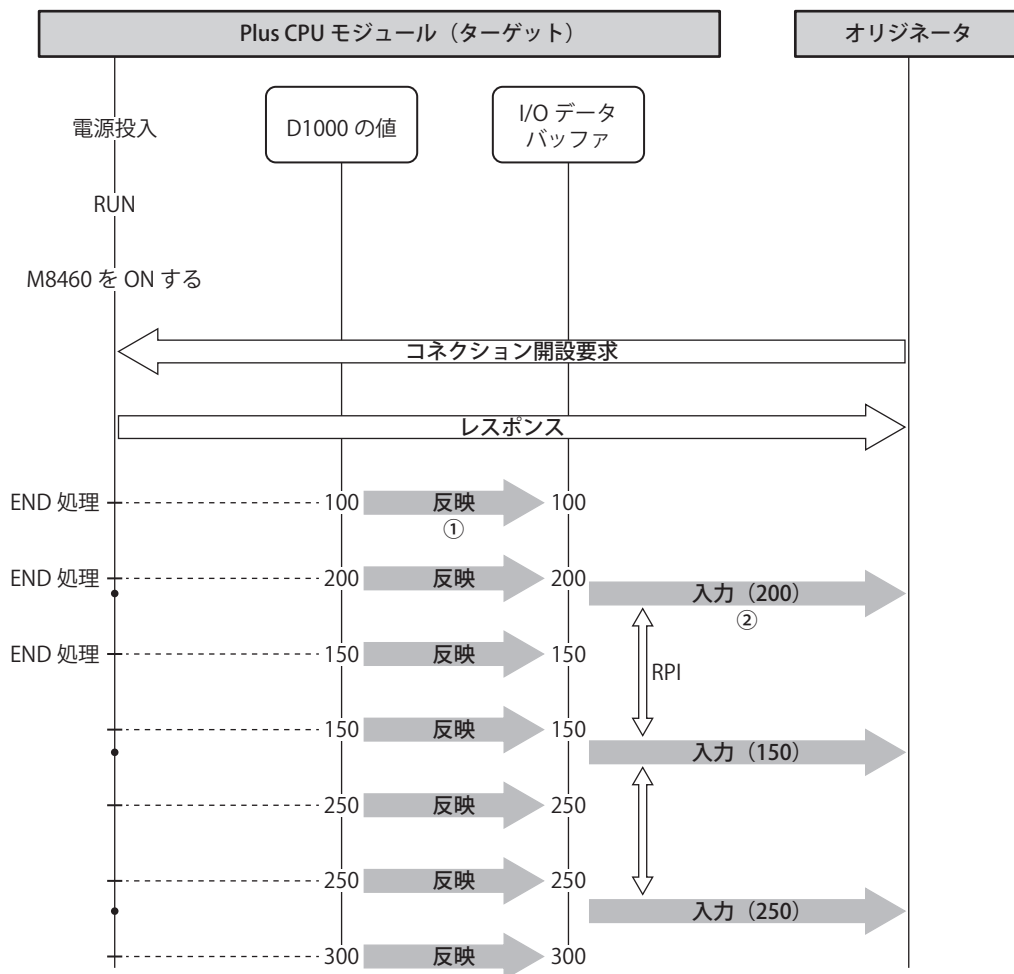 Plus CPU モジュール（ターゲット）
オリジネータ
電源投入
D1000 の値
I/O データ
バッファ
RUN
M8460 を ON する
コネクション開設要求
レスポンス
END 処理
100
反映
100
①
END 処理
200
反映
200
入力（200）
②
END 処理
150
反映
150
RPI
150
反映
150
入力（150）
250
反映
250
250
反映
250
入力（250）
300
反映
300